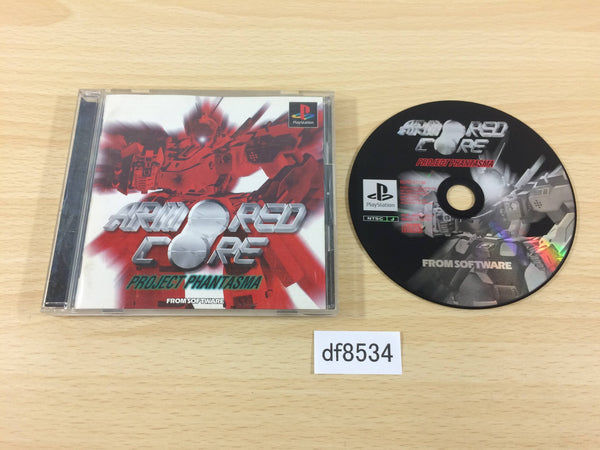 PlayStation
ARMORED
CORE
PROJECT PHANTASMA
FROM SOFTWARE
ARMORED
CORE
PROJECT PHANTASMA
PlayStation
NTSC J
FROM SOFTWARE
df8534